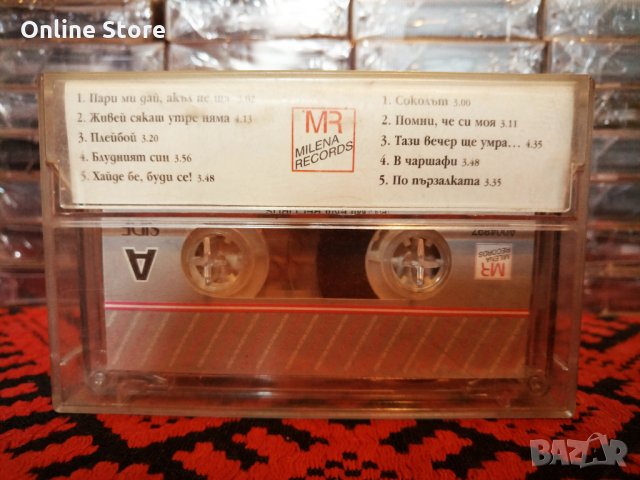 Online Store
1. Пари ми дай, акъл не ща 3.02
2. Живей сякаш утре няма 4.13
3. Плейбой 3.20
4. Блудният син 3.56
5. Хайде бе, буди се! 3.48
MR
MILENA
RECORDS
1. Соколът 3.00
2. Помни, че си моя 3.11
3. Тази вечер ще умра... 4.35
4. В чаршафи 3.48
5. По пързалката 3.35
A
SIDE
A004897
MR
MILENA
RECORDS
BAZAR